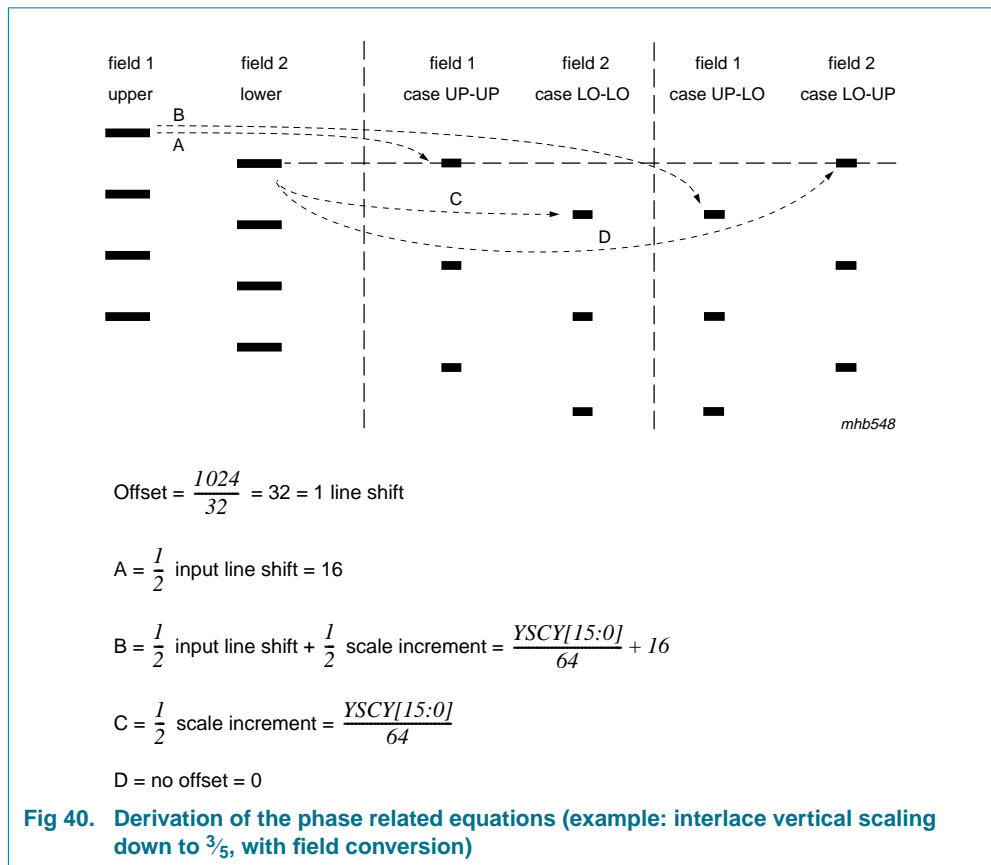 field 1 field 2 field 1 field 2 field 1 field 2
upper lower case UP-UP case LO-LO case UP-LO case LO-UP
B
A
C
D
mhb548
Offset = 1024/32 = 32 = 1 line shift
A = 1/2 input line shift = 16
B = 1/2 input line shift + 1/2 scale increment = YSCY[15:0]/64 + 16
C = 1/2 scale increment = YSCY[15:0]/64
D = no offset = 0
Fig 40. Derivation of the phase related equations (example: interlace vertical scaling
down to 3/5, with field conversion)